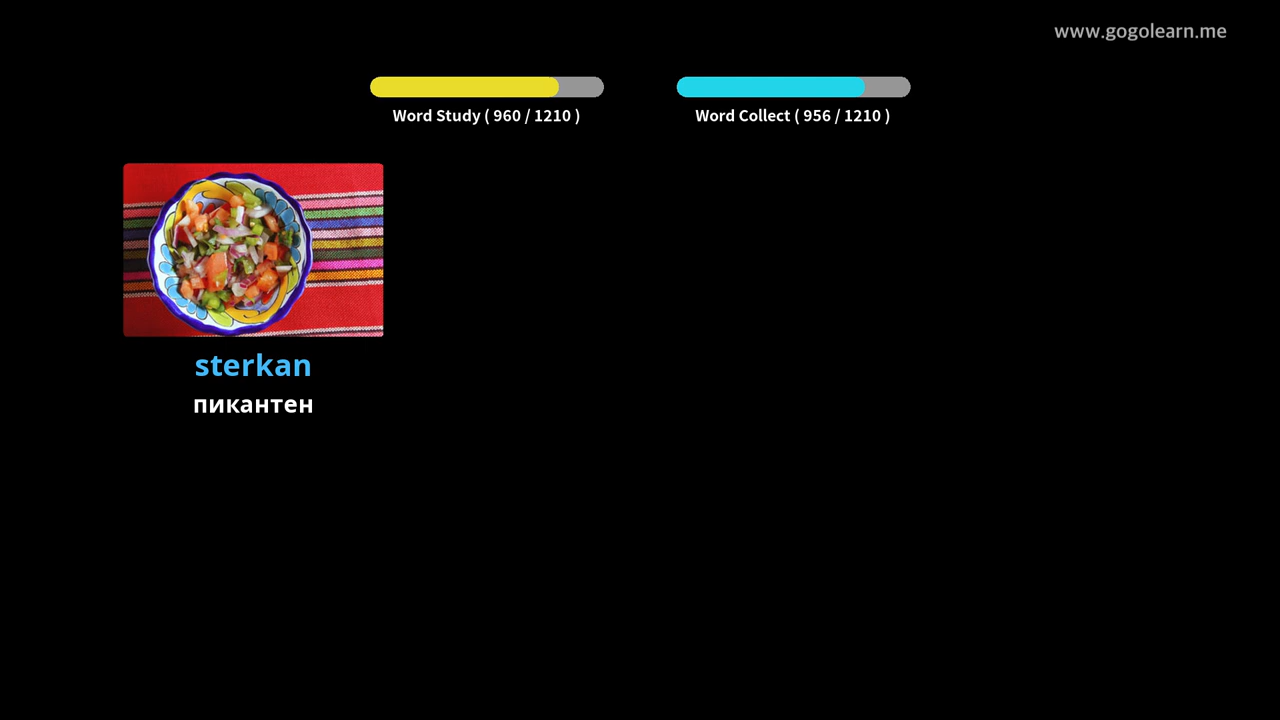 www.gogolearn.me
Word Study ( 960 / 1210 )
Word Collect ( 956 / 1210 )
sterkan
пикантен